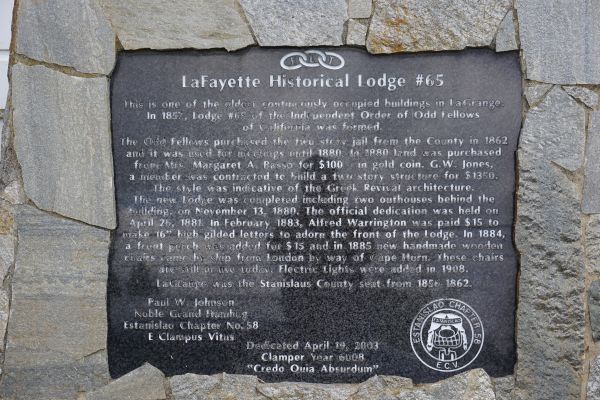 F L T
LaFayette Historical Lodge #65
This is one of the oldest continuously occupied buildings in LaGrange.
In 1857, Lodge #65 of the Independent Order of Odd Fellows
of California was formed.
The Odd Fellows purchased the two story jail from the County in 1862
and it was used for meetings until 1880. In 1880 land was purchased
from Mrs. Margaret A. Basso for $100 - in gold coin. G.W. Jones,
a member was contracted to build a two story structure for $1350.
The style was indicative of the Greek Revival architecture.
The new Lodge was completed including two outhouses behind the
building, on November 13, 1880. The official dedication was held on
April 26, 1881. In February 1883, Alfred Warrington was paid $15 to
make 16" high gilded letters to adorn the front of the Lodge. In 1884,
a front porch was added for $15 and in 1885 new handmade wooden
chairs came by ship from London by way of Cape Horn. These chairs
are still in use today. Electric Lights were added in 1908.
LaGrange was the Stanislaus County seat from 1856-1862.
Paul W. Johnson
Noble Grand Humbug
Estanislao Chapter No. 58
E Clampus Vitus
Dedicated April 19, 2003
Clamper Year 6008
"Credo Quia Absurdum"
ESTANISLAO CHAPTER 58
E.C.V.